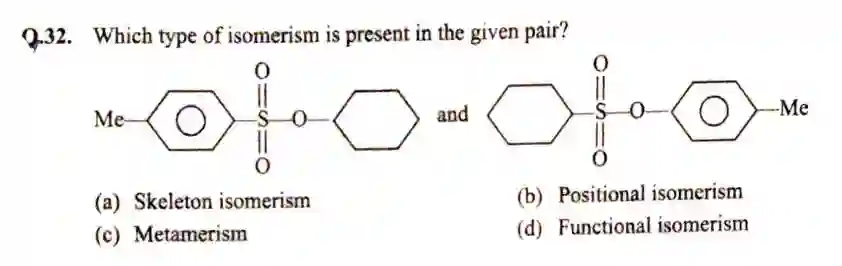 Q.32. Which type of isomerism is present in the given pair?
O O
Me S O and S O Me
O O
(a) Skeleton isomerism (b) Positional isomerism
(c) Metamerism (d) Functional isomerism